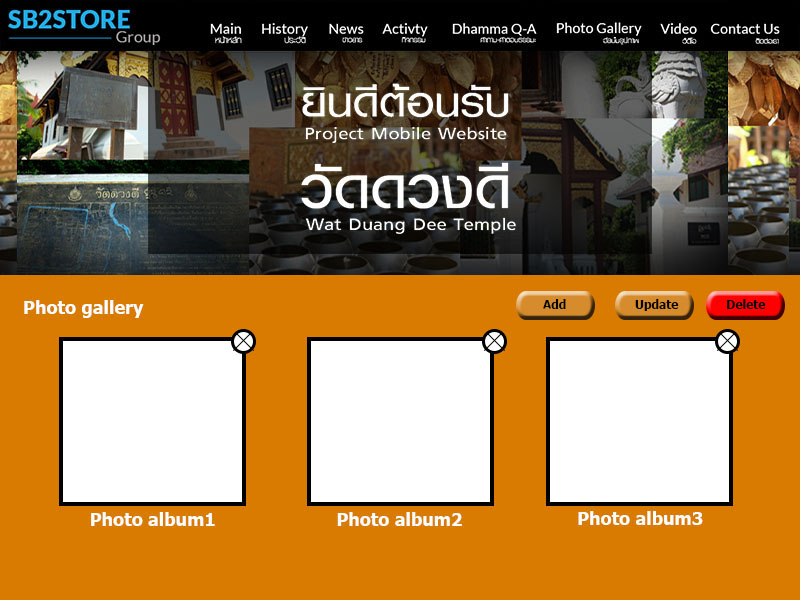 SB2STORE
Group
Main History News Activty Dhamma Q-A Photo Gallery Video Contact Us
หน้าหลัก ประวัติ ข่าวสาร กิจกรรม ถาม-ตอบธรรมะ อัลบั้มรูปภาพ วีดีโอ ติดต่อเรา
ยินดีต้อนรับ
Project Mobile Website
วัดดวงดี
Wat Duang Dee Temple
วัดดวงดี
Photo gallery
Add Update Delete
Photo album1 Photo album2 Photo album3